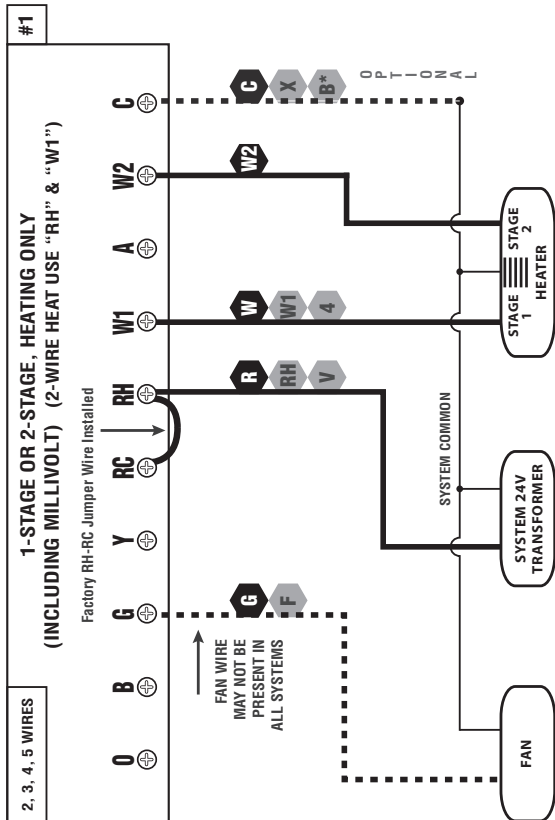 2, 3, 4, 5 WIRES
#1
1-STAGE OR 2-STAGE, HEATING ONLY
(INCLUDING MILLIVOLT) (2-WIRE HEAT USE “RH” & “W1”)
Factory RH-RC Jumper Wire Installed
O B G Y RC RH W1 A W2 C
FAN WIRE
MAY NOT BE
PRESENT IN
ALL SYSTEMS
G
F
R
RH
V
W
W1
4
W2
C
X
B*
OPTIONAL
SYSTEM COMMON
FAN
SYSTEM 24V
TRANSFORMER
STAGE
1
STAGE
2
HEATER